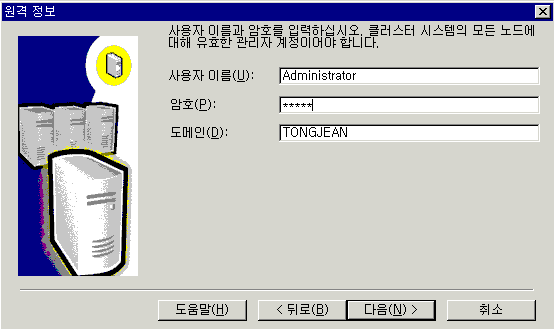 원격 정보
사용자 이름과 암호를 입력하십시오. 클러스터 시스템의 모든 노드에
대해 유효한 관리자 계정이어야 합니다.
사용자 이름(U): Administrator
암호(P): *****
도메인(D): TONGJEAN
도움말(H) < 뒤로(B) 다음(N) > 취소